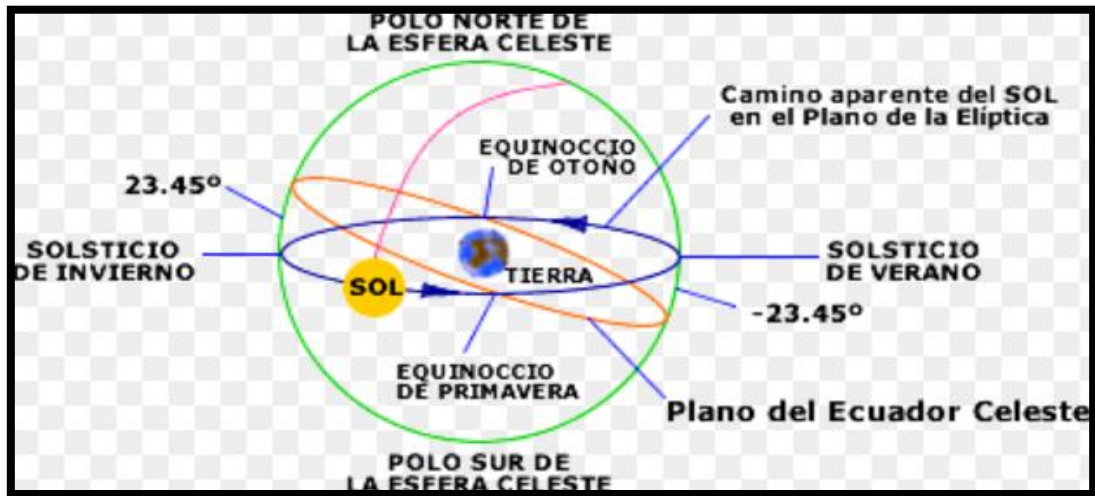 POLO NORTE DE
LA ESFERA CELESTE
Camino aparente del SOL
en el Plano de la Elíptica
EQUINOCCIO
DE OTOÑO
23.45º
SOLSTICIO
DE INVIERNO
SOL
TIERRA
SOLSTICIO
DE VERANO
-23.45º
EQUINOCCIO
DE PRIMAVERA
Plano del Ecuador Celeste
POLO SUR DE
LA ESFERA CELESTE